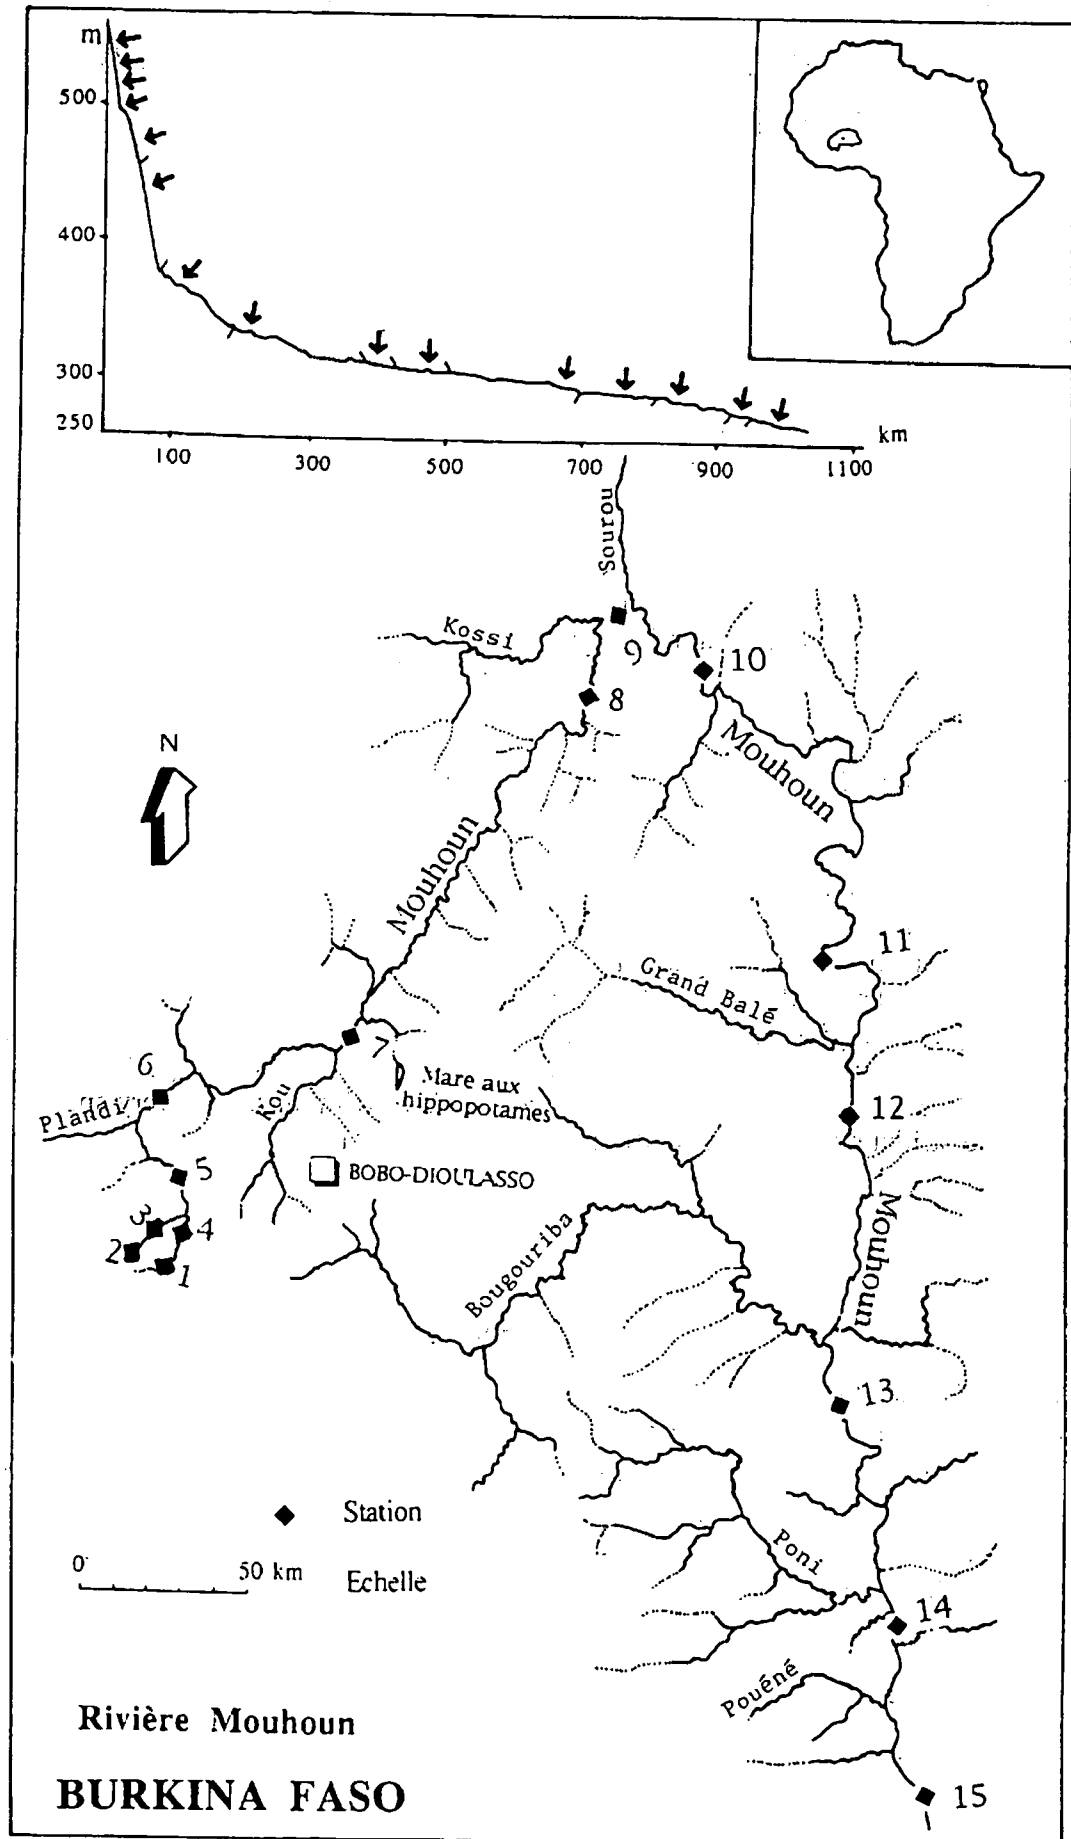 m
500
400
300
250
100
300
500
700
900
1100
km
Sourou
Kossi
9
10
8
N
Mouhoun
Mouhoun
11
Grand Balé
7
6
Mare aux
hippopotames
Plandi
Kou
12
5
BOBO-DIOULASSO
3
4
2
1
Mouhoun
Bougouriba
13
Station
0
50 km
Echelle
Poni
14
Pouéné
Rivière Mouhoun
15
BURKINA FASO